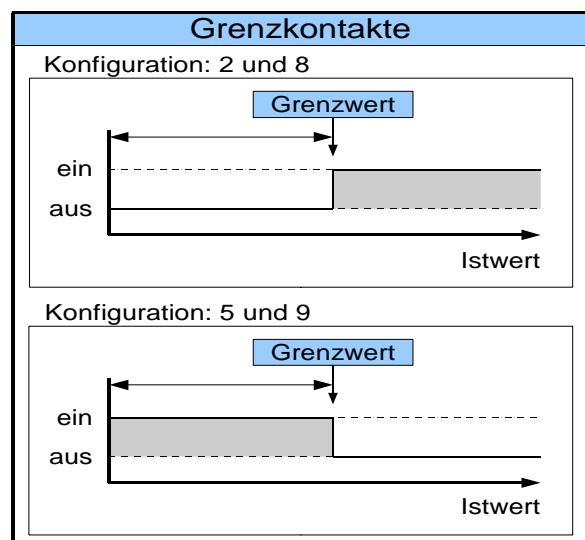 Grenzkontakte
Konfiguration: 2 und 8
Grenzwert
ein
aus
Istwert
Konfiguration: 5 und 9
Grenzwert
ein
aus
Istwert